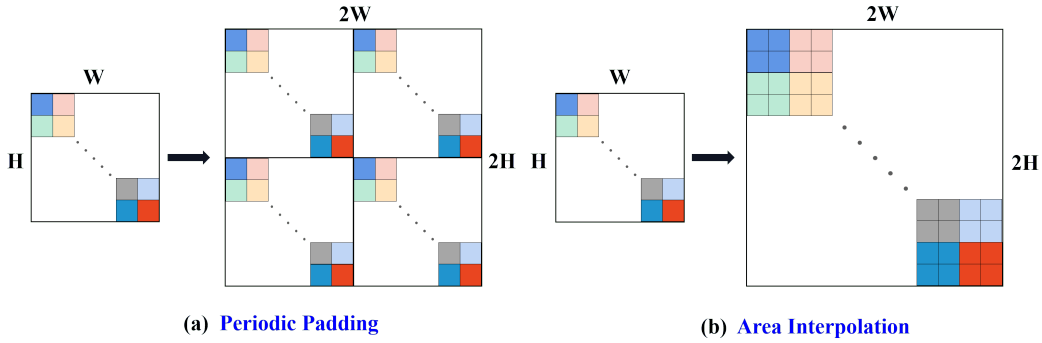 2W
W
H
2H
(a) Periodic Padding
2W
W
H
2H
(b) Area Interpolation